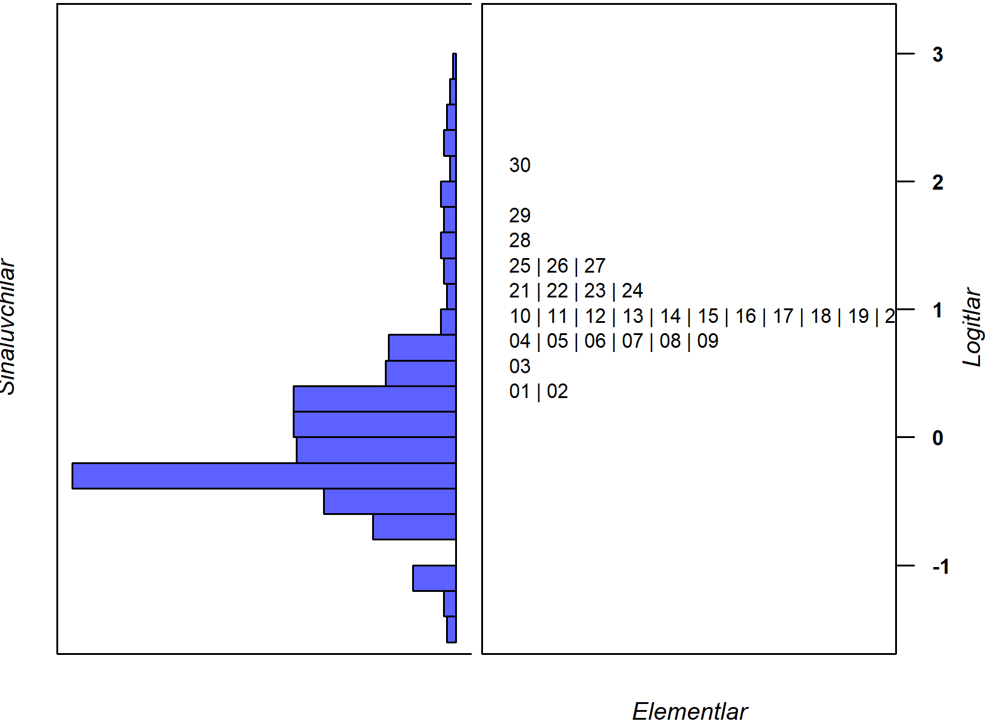 Sinaluvchilar
30
29
28
25 | 26 | 27
21 | 22 | 23 | 24
10 | 11 | 12 | 13 | 14 | 15 | 16 | 17 | 18 | 19 | 2
04 | 05 | 06 | 07 | 08 | 09
03
01 | 02
3
2
1
0
-1
Logitlar
Elementlar